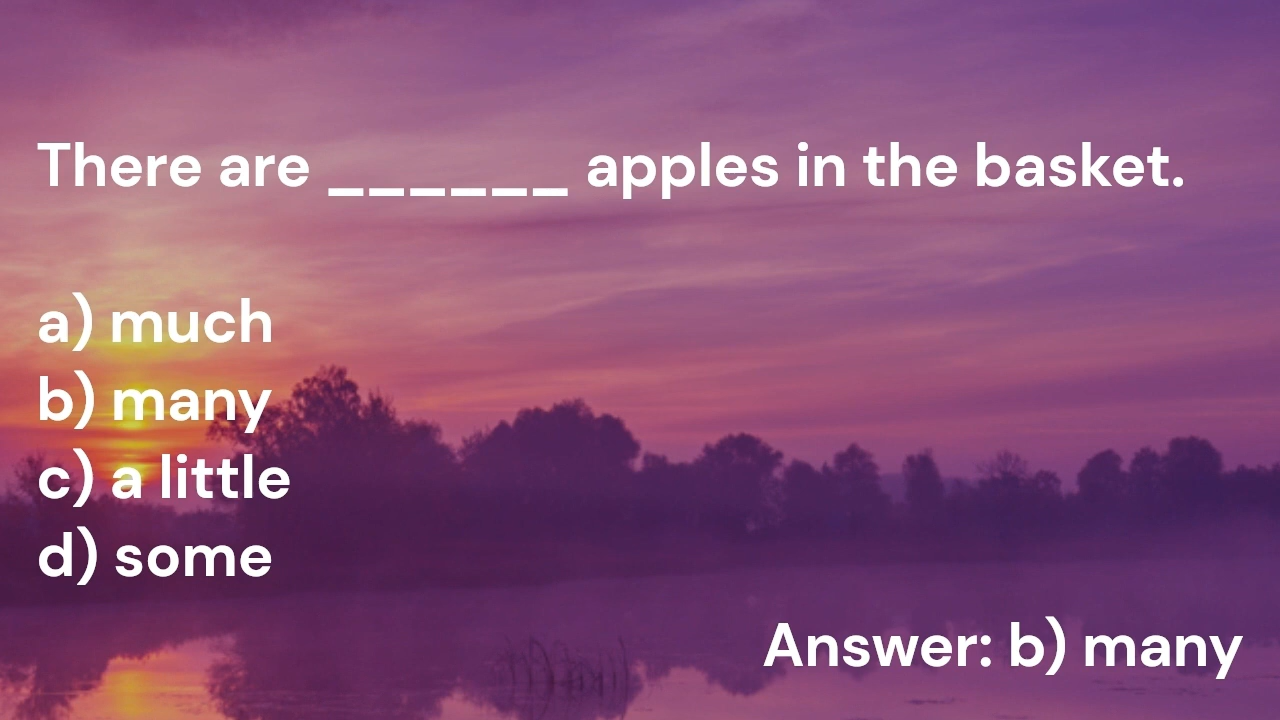 There are ______ apples in the basket.
a) much
b) many
c) a little
d) some
Answer: b) many